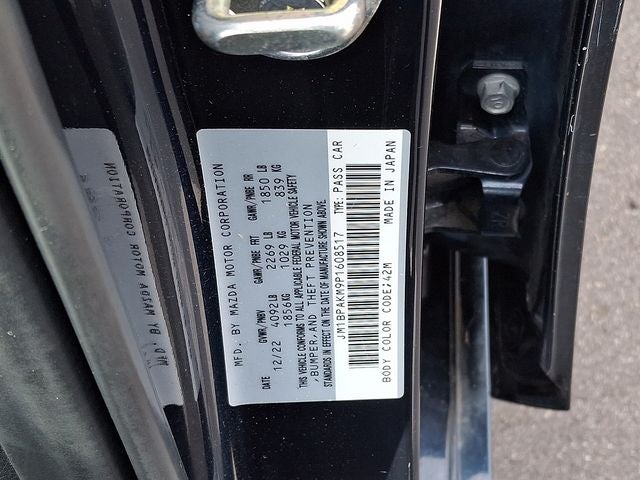 MFD. BY MAZDA MOTOR CORPORATION
DATE GVWR/PNBV GAWR/PNBE FRT GAWR/PNBE RR
12/22 4092LB 2269 LB 1850 LB
1856KG 1029 KG 839 KG
THIS VEHICLE CONFORMS TO ALL APPLICABLE FEDERAL MOTOR VEHICLE SAFETY
,BUMPER,AND THEFT PREVENTION
STANDARDS IN EFFECT ON THE DATE OF MANUFACTURE SHOWN ABOVE.
JM1BPAKM9P1608517 TYPE: PASS CAR
BODY COLOR CODE;42M MADE IN JAPAN